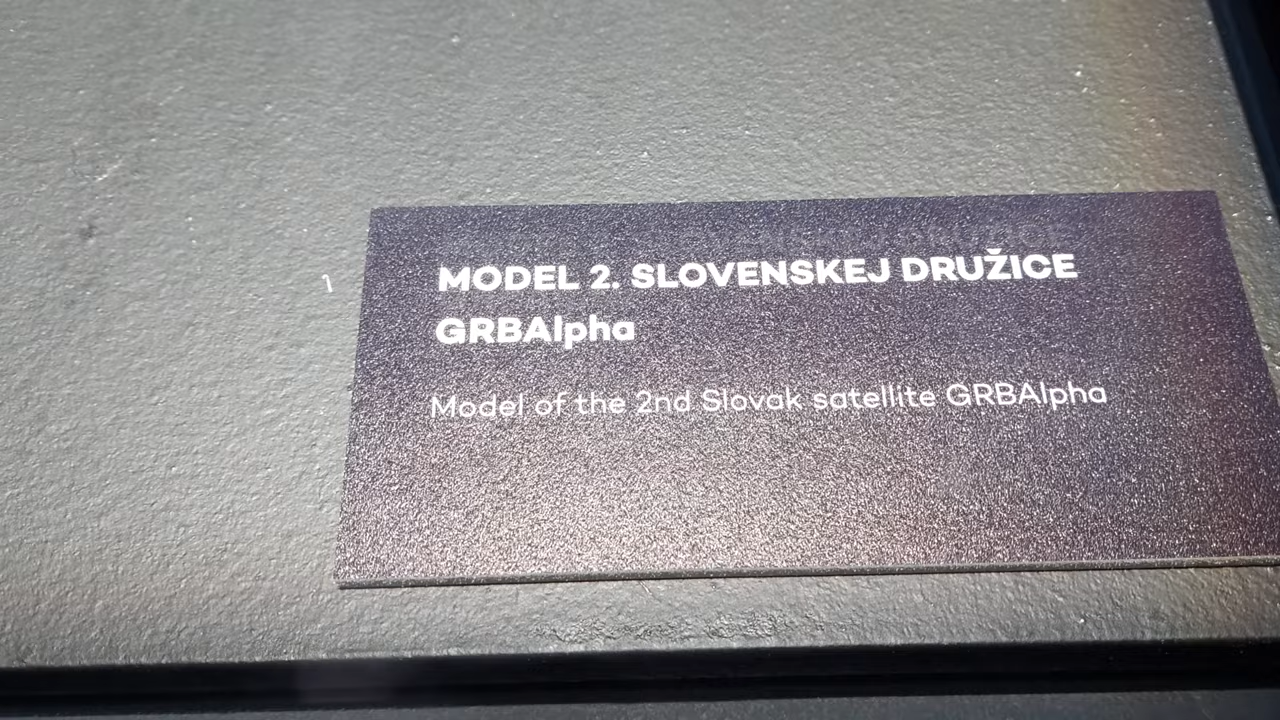 MODEL 2. SLOVENSKEJ DRUŽICE
GRBAlpha
Model of the 2nd Slovak satellite GRBAlpha